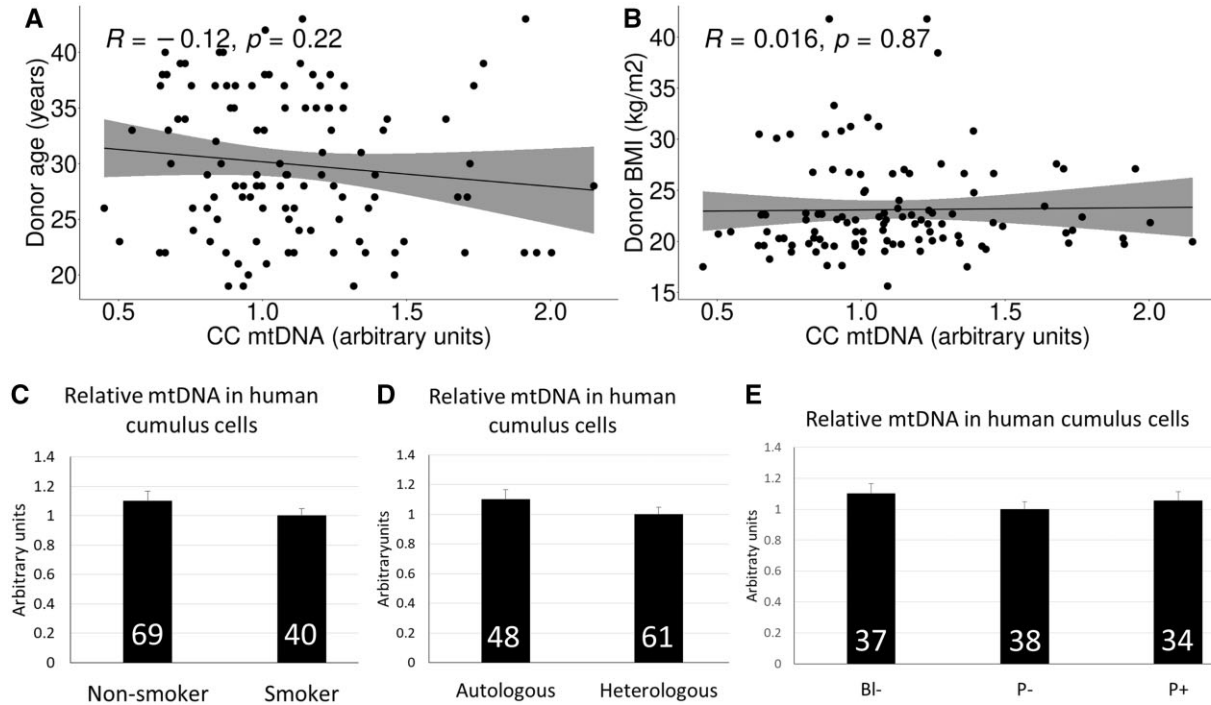 A
R = − 0.12, p = 0.22
40
35
30
25
20
Donor age (years)
0.5 1.0 1.5 2.0
CC mtDNA (arbitrary units)
B
R = 0.016, p = 0.87
40
35
30
25
20
15
Donor BMI (kg/m2)
0.5 1.0 1.5 2.0
CC mtDNA (arbitrary units)
C
Relative mtDNA in human
cumulus cells
1.4
1.2
1
0.8
0.6
0.4
0.2
0
Arbitrary units
69 40
Non-smoker Smoker
D
Relative mtDNA in human
cumulus cells
1.4
1.2
1
0.8
0.6
0.4
0.2
0
Arbitraryunits
48 61
Autologous Heterologous
E
Relative mtDNA in human cumulus cells
1.4
1.2
1
0.8
0.6
0.4
0.2
0
Arbitraty units
37 38 34
Bl- P- P+